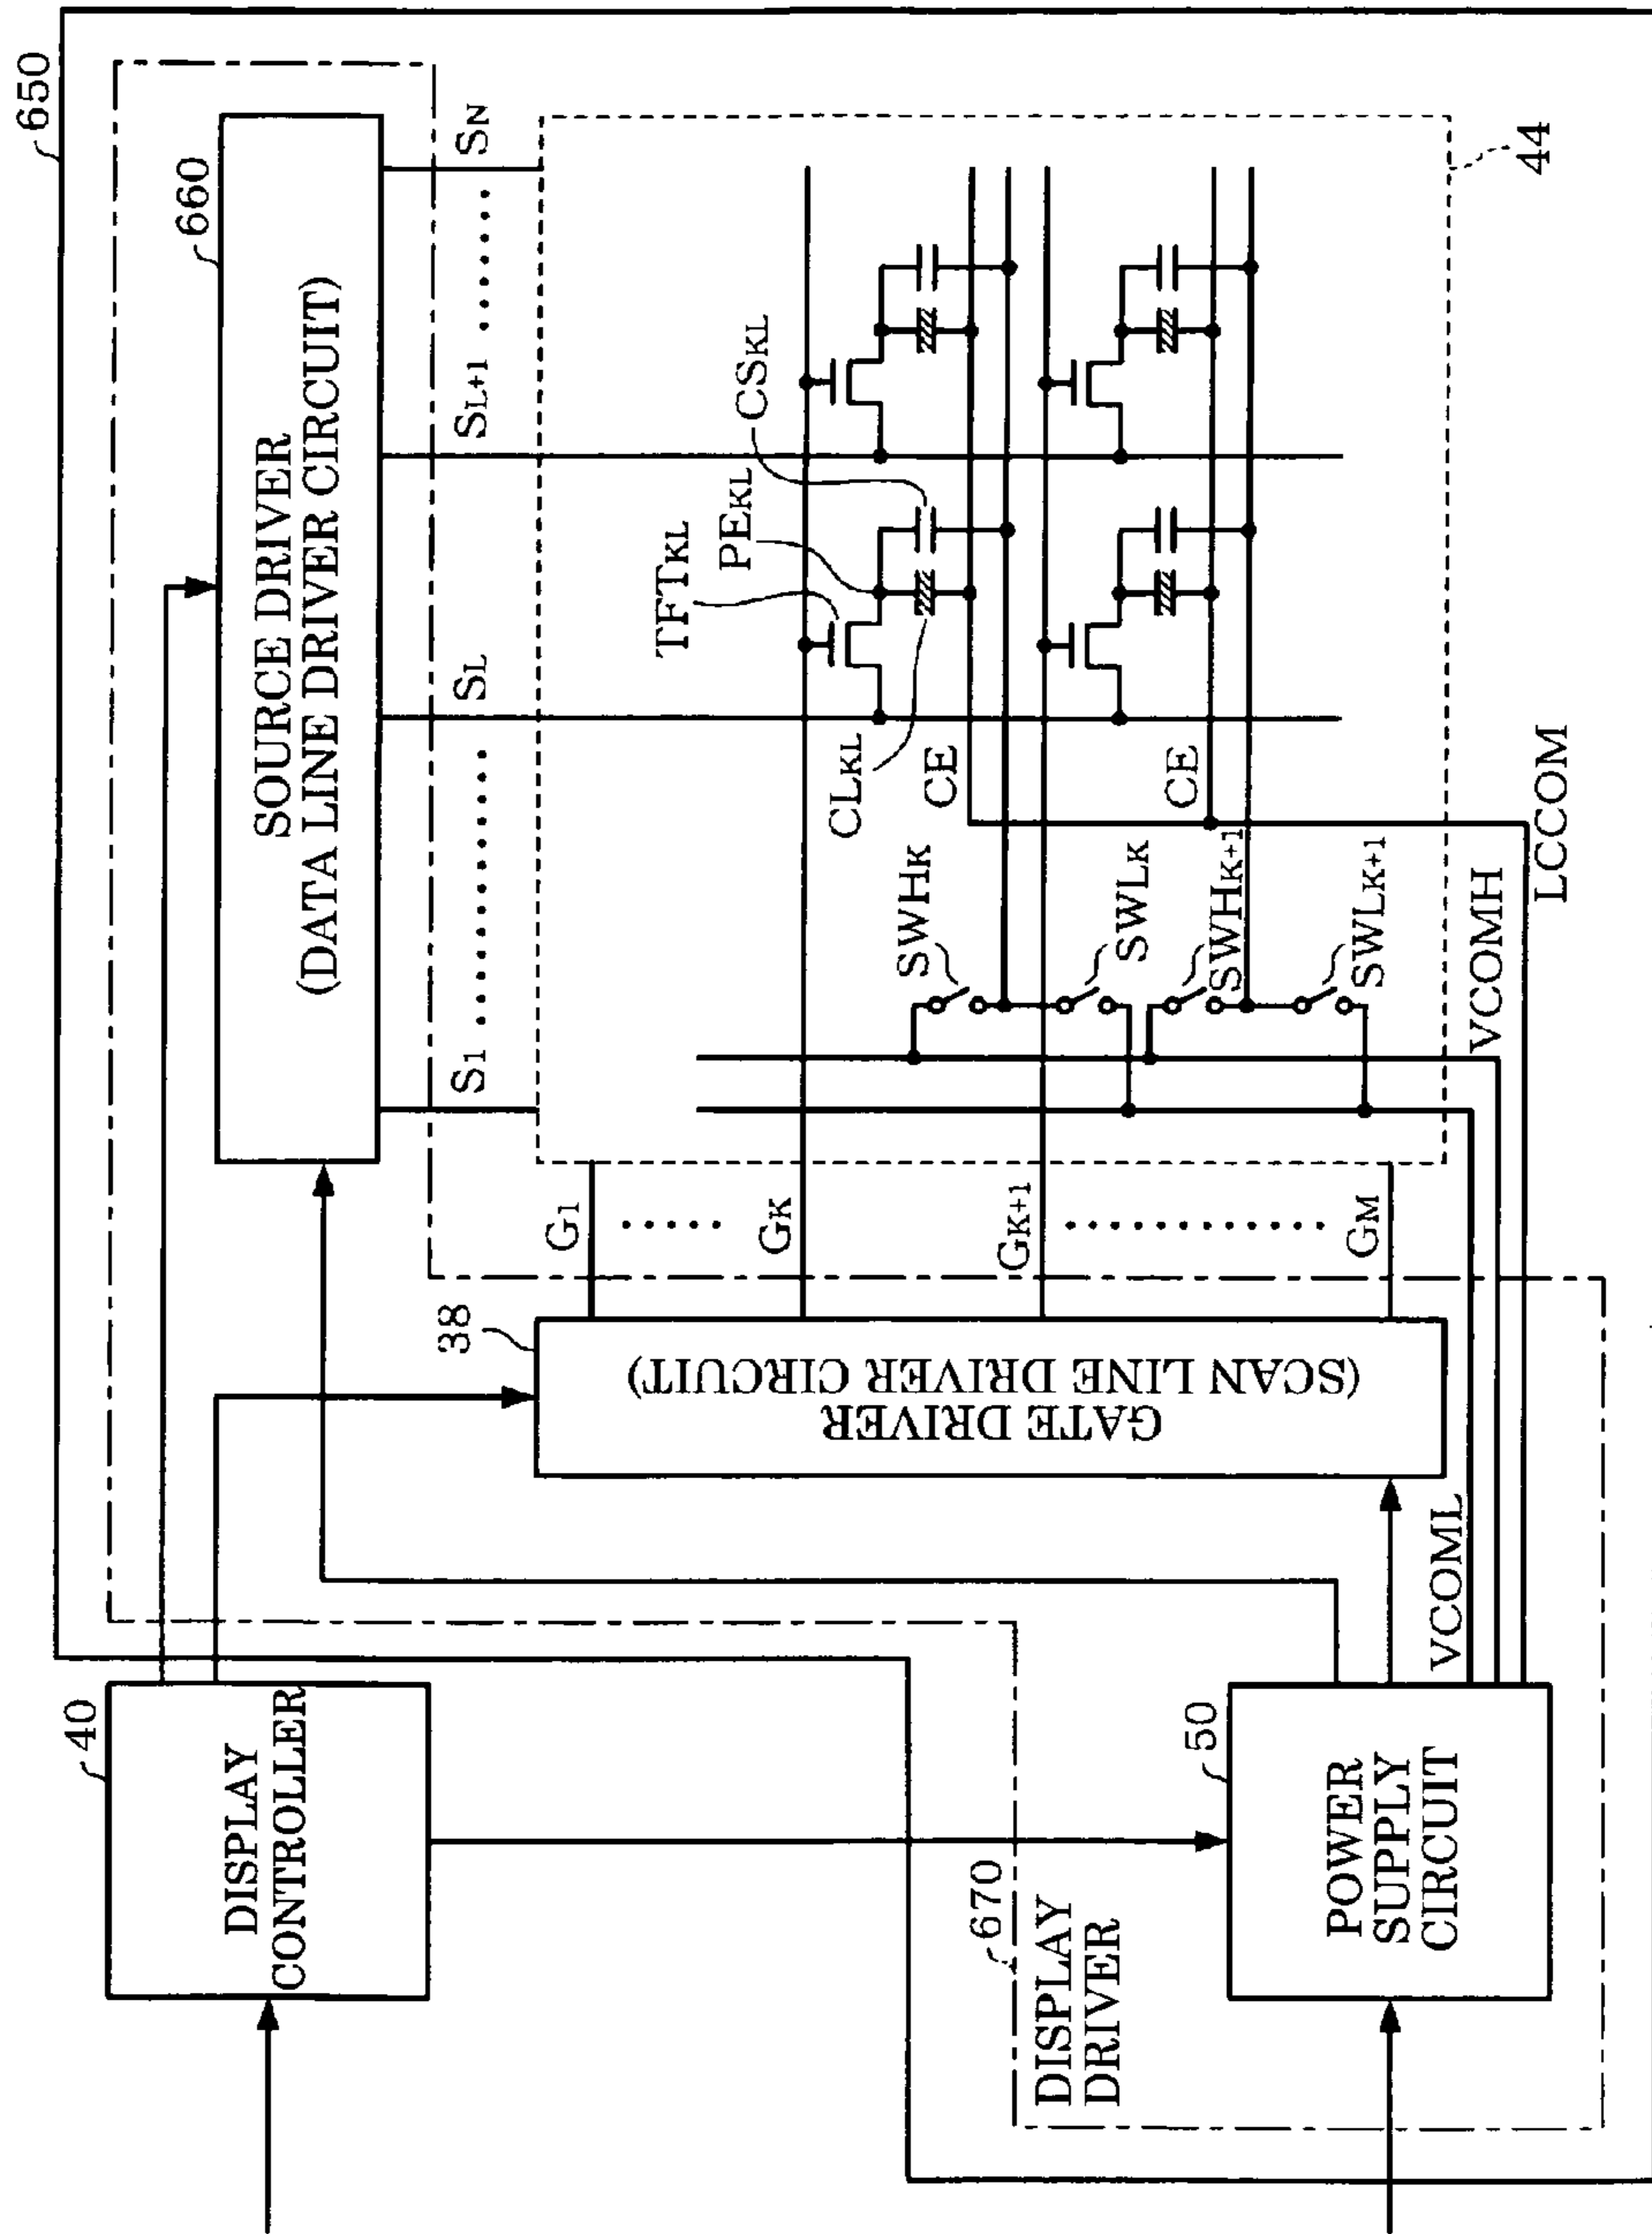 650
660
SOURCE DRIVER
(DATA LINE DRIVER CIRCUIT)
S1
SL
SL+1
SN
40
DISPLAY
CONTROLLER
38
GATE DRIVER
(SCAN LINE DRIVER CIRCUIT)
G1
GK
GK+1
GM
TFTKL
PEKL
CSKL
CLKL
CE
CE
SWHK
SWLK
SWHK+1
SWLK+1
44
VCOML
VCOMH
LCCOM
670
DISPLAY
DRIVER
50
POWER
SUPPLY
CIRCUIT